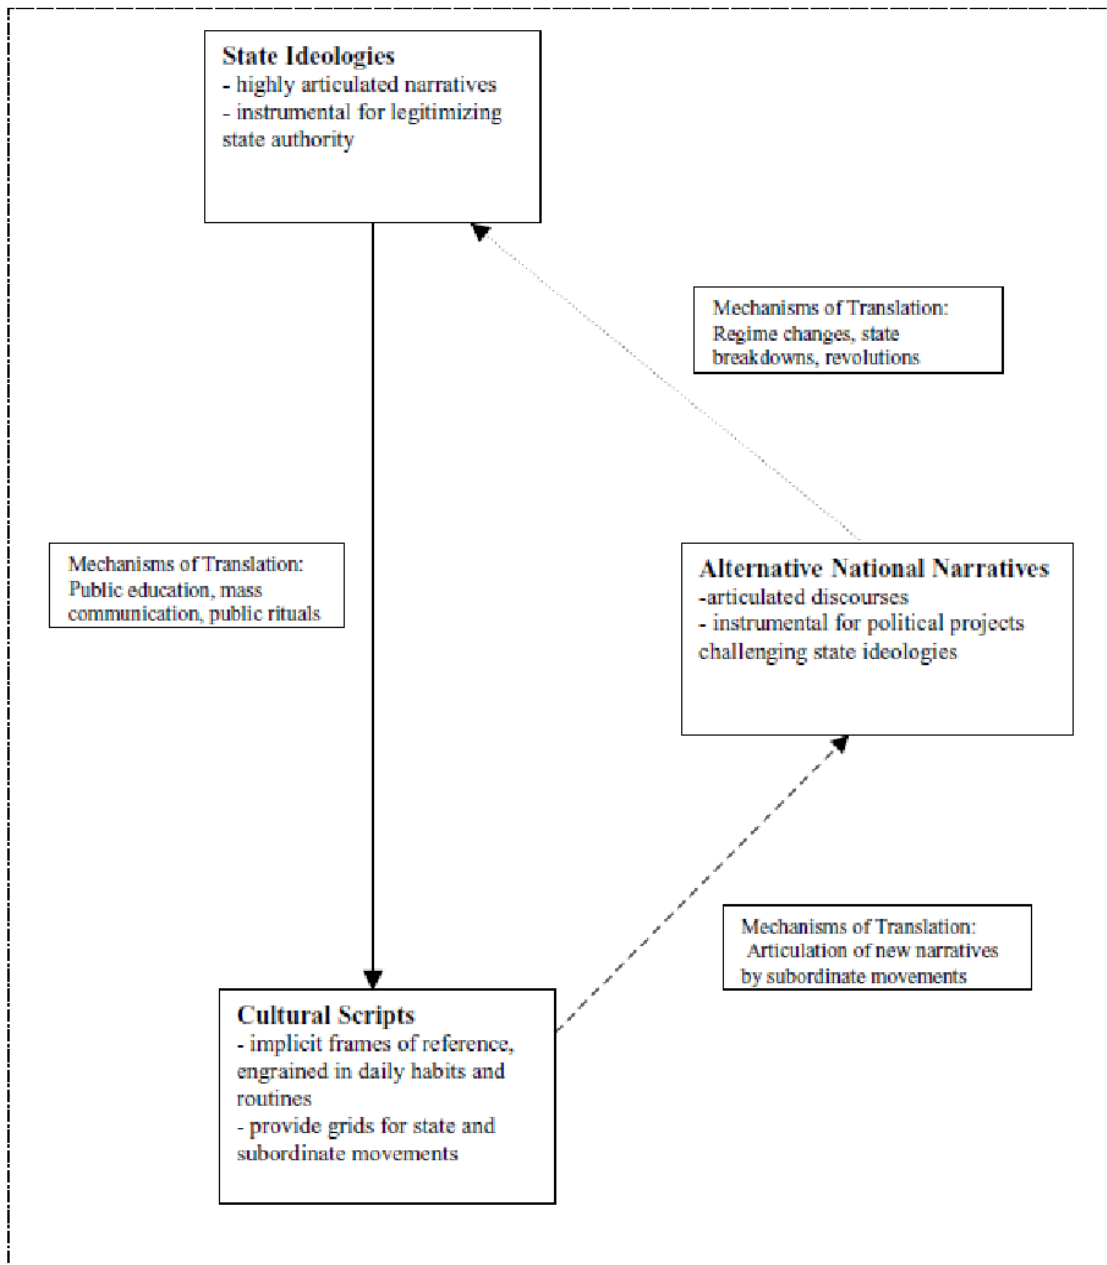 State Ideologies
- highly articulated narratives
- instrumental for legitimizing
state authority
Mechanisms of Translation:
Regime changes, state
breakdowns, revolutions
Mechanisms of Translation:
Public education, mass
communication, public rituals
Alternative National Narratives
-articulated discourses
- instrumental for political projects
challenging state ideologies
Mechanisms of Translation:
Articulation of new narratives
by subordinate movements
Cultural Scripts
- implicit frames of reference,
engrained in daily habits and
routines
- provide grids for state and
subordinate movements